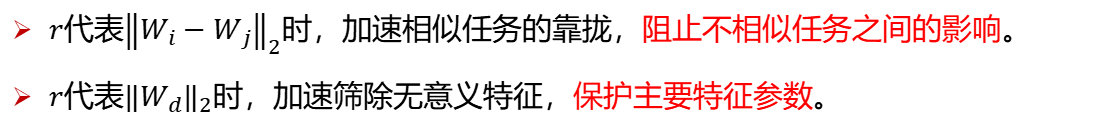 ➢ 𝑟代表‖𝑊ᵢ − 𝑊ⱼ‖₂时，加速相似任务的靠拢，阻止不相似任务之间的影响。
➢ 𝑟代表‖𝑊_d‖₂时，加速筛除无意义特征，保护主要特征参数。